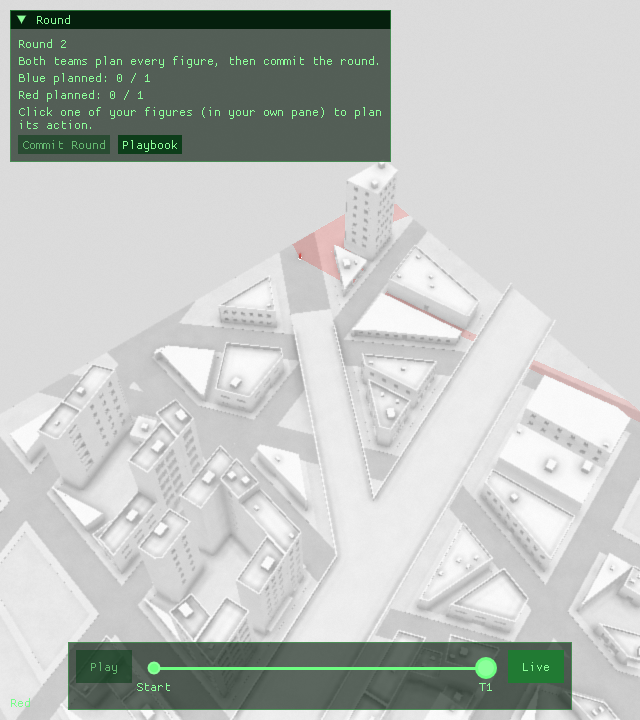 ▼ Round
Round 2
Both teams plan every figure, then commit the round.
Blue planned: 0 / 1
Red planned: 0 / 1
Click one of your figures (in your own pane) to plan
its action.
Commit Round Playbook
Play
Live
Start T1
Red